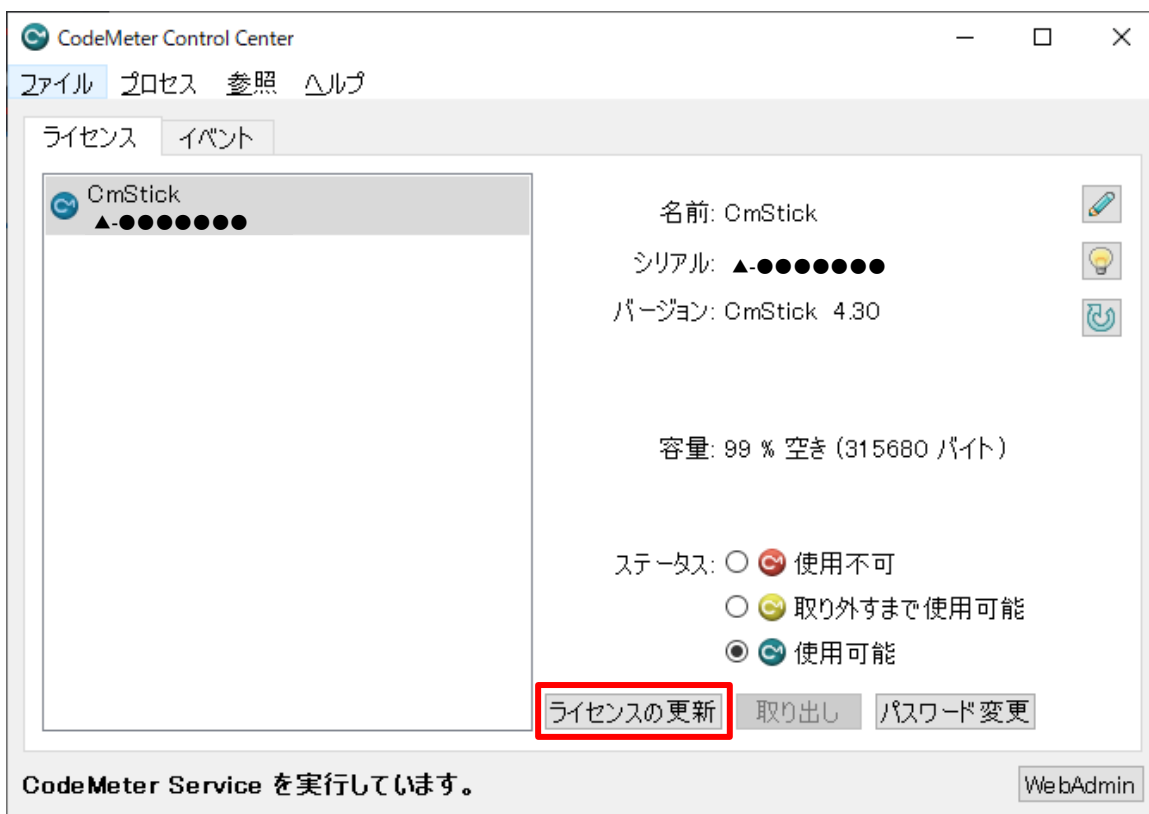 CodeMeter Control Center
ファイル プロセス 参照 ヘルプ
ライセンス イベント
CmStick
▲-●●●●●●●
名前: CmStick
シリアル: ▲-●●●●●●●
バージョン: CmStick 4.30
容量: 99 % 空き (315680 バイト)
ステータス: 使用不可
取り外すまで使用可能
使用可能
ライセンスの更新 取り出し パスワード変更
CodeMeter Service を実行しています。 WebAdmin